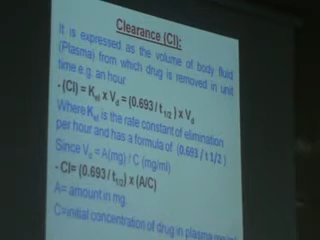 Clearance (Cl):
It is expressed as the volume of body fluid
(Plasma) from which drug is removed in unit
time e.g. an hour
- (Cl) = Kel x Vd = (0.693 / t 1/2 ) x Vd
Where Kel is the rate constant of elimination
per hour and has a formula of (0.693 / t 1/2 )
Since Vd = A(mg) / C (mg/ml)
- Cl= (0.693 / t1/2) x (A/C)
A= amount in mg.
C=initial concentration of drug in plasma